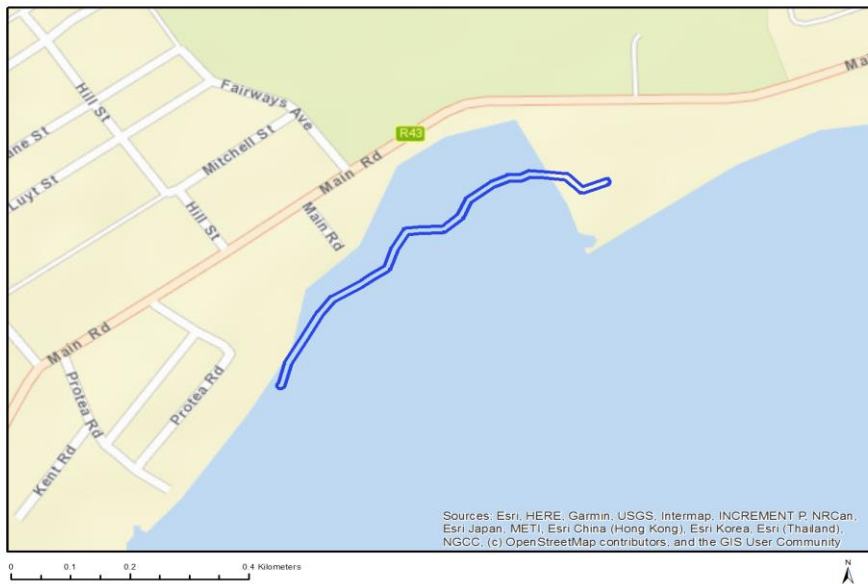 Fairways Ave
Hill St
ane St
Mitchell St
R43
Ma
Luyt St
Main Rd
Hill St
Main Rd
Main Rd
Protea Rd
Protea Rd
Kent Rd
Sources: Esri, HERE, Garmin, USGS, Intermap, INCREMENT P, NRCan,
Esri Japan, METI, Esri China (Hong Kong), Esri Korea, Esri (Thailand),
NGCC, (c) OpenStreetMap contributors, and the GIS User Community
0 0.1 0.2 0.4 Kilometers
N